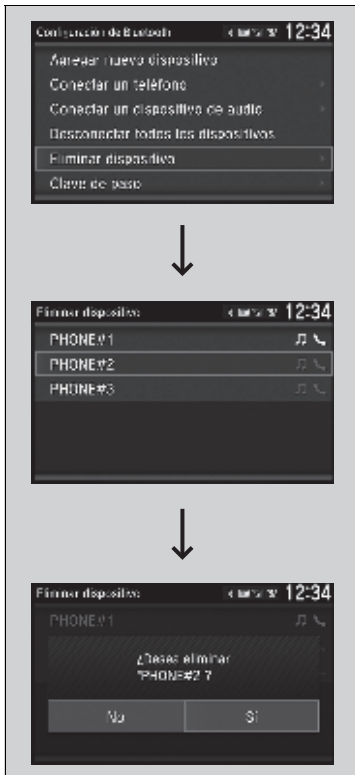 Configuración de Bluetooth 12:34
Agregar nuevo dispositivo
Conectar un teléfono
Conectar un dispositivo de audio
Desconectar todos los dispositivos
Eliminar dispositivo
Clave de paso
Eliminar dispositivo 12:34
PHONE#1
PHONE#2
PHONE#3
Eliminar dispositivo 12:34
PHONE#1
¿Desea eliminar
"PHONE#2"?
No Sí